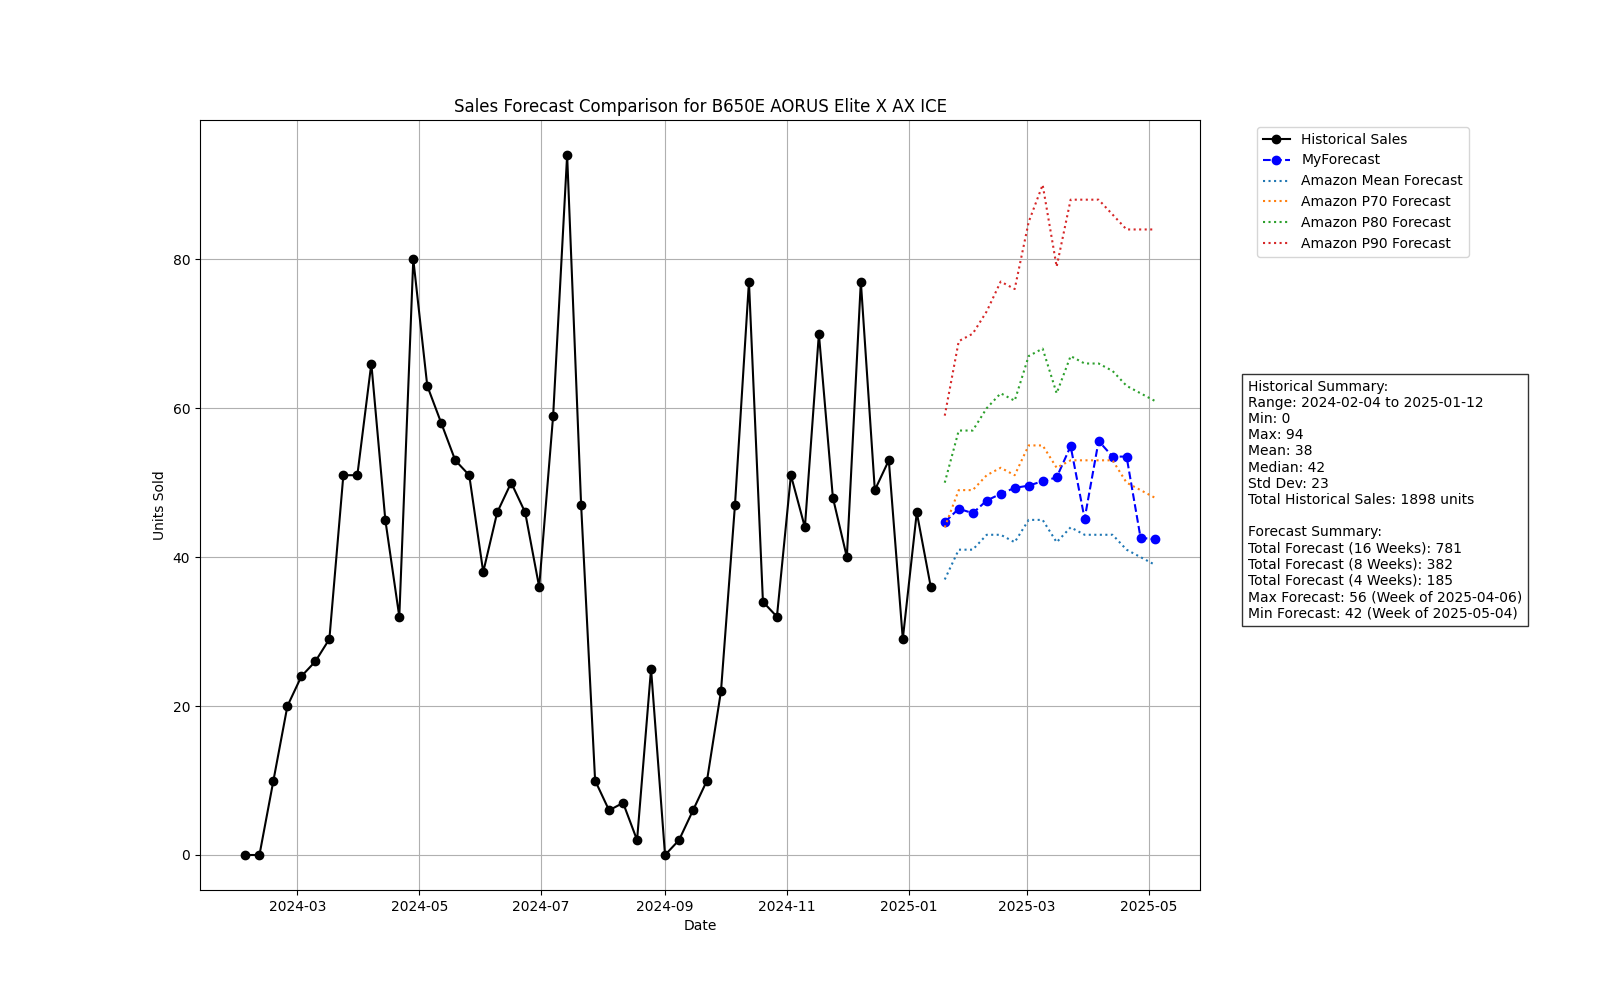 Sales Forecast Comparison for B650E AORUS Elite X AX ICE
Historical Sales
MyForecast
Amazon Mean Forecast
Amazon P70 Forecast
Amazon P80 Forecast
Amazon P90 Forecast
80
60
40
20
0
Units Sold
2024-03
2024-05
2024-07
2024-09
2024-11
2025-01
2025-03
2025-05
Date
Historical Summary:
Range: 2024-02-04 to 2025-01-12
Min: 0
Max: 94
Mean: 38
Median: 42
Std Dev: 23
Total Historical Sales: 1898 units
Forecast Summary:
Total Forecast (16 Weeks): 781
Total Forecast (8 Weeks): 382
Total Forecast (4 Weeks): 185
Max Forecast: 56 (Week of 2025-04-06)
Min Forecast: 42 (Week of 2025-05-04)